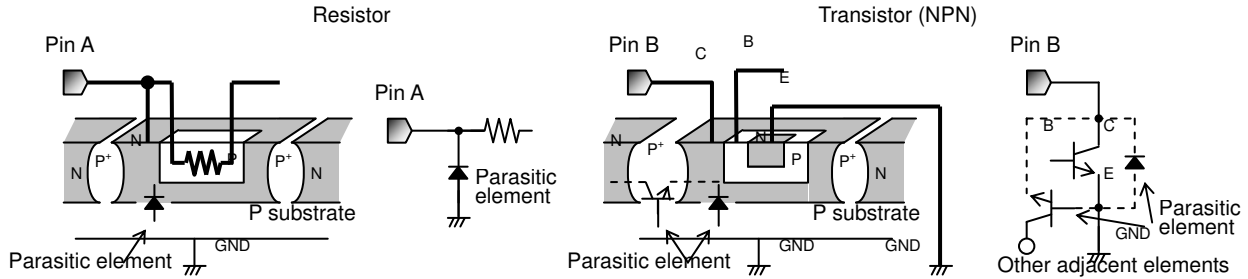 Resistor
Transistor (NPN)
Pin A
Pin B
C
B
E
Pin B
Pin A
N
N
P+
P
P+
N
Parasitic
element
P substrate
Parasitic element
GND
N
N
P+
P
P+
N
P substrate
Parasitic element
GND
GND
B
C
E
Parasitic
element
GND
Other adjacent elements